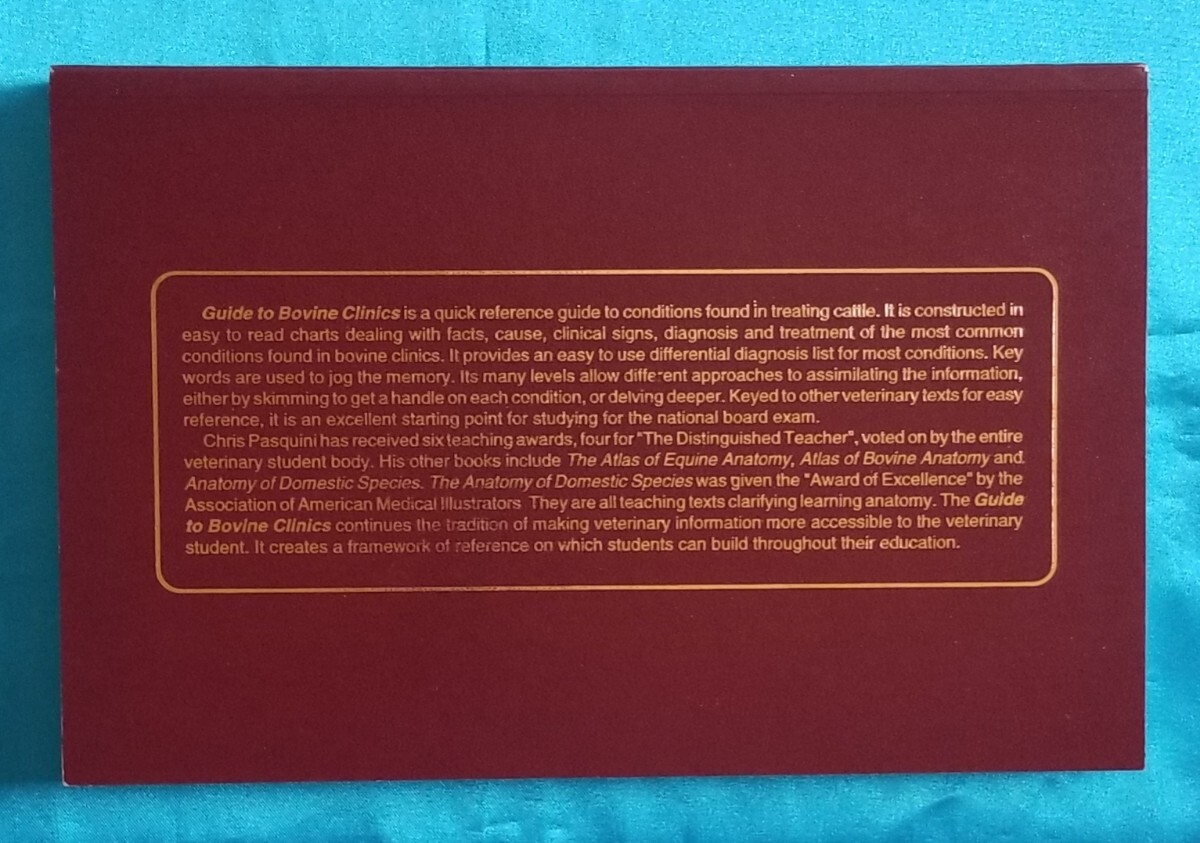 Guide to Bovine Clinics is a quick reference guide to conditions found in treating cattle. It is constructed in
easy to read charts dealing with facts, cause, clinical signs, diagnosis and treatment of the most common
conditions found in bovine clinics. It provides an easy to use differential diagnosis list for most conditions. Key
words are used to jog the memory. Its many levels allow different approaches to assimilating the information,
either by skimming to get a handle on each condition, or delving deeper. Keyed to other veterinary texts for easy
reference, it is an excellent starting point for studying for the national board exam.
Chris Pasquini has received six teaching awards, four for "The Distinguished Teacher", voted on by the entire
veterinary student body. His other books include The Atlas of Equine Anatomy, Atlas of Bovine Anatomy and
Anatomy of Domestic Species. The Anatomy of Domestic Species was given the "Award of Excellence" by the
Association of American Medical Illustrators They are all teaching texts clarifying learning anatomy. The Guide
to Bovine Clinics continues the tradition of making veterinary information more accessible to the veterinary
student. It creates a framework of reference on which students can build throughout their education.